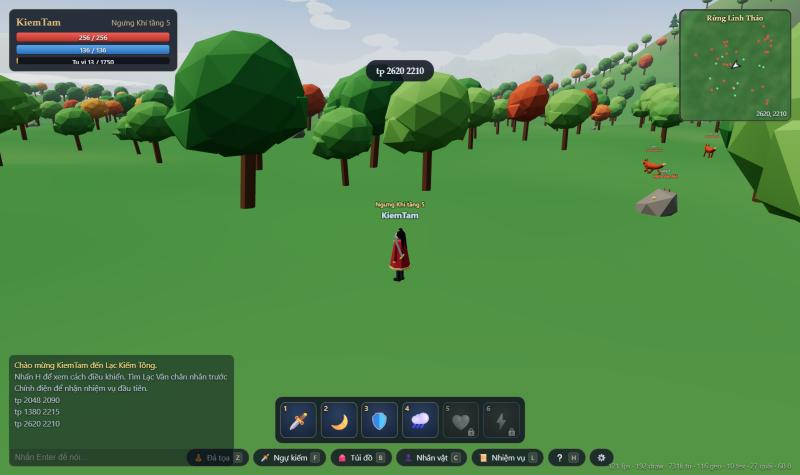 KiemTam
Ngưng Khí tầng 5
256 / 256
136 / 136
Tu vi 13 / 1750
tp 2620 2210
Rừng Linh Thảo
2620, 2210
Ngưng Khí tầng 5
KiemTam
Chào mừng KiemTam đến Lạc Kiếm Tông.
Nhấn H để xem cách điều khiển. Tìm Lạc Vân chân nhân trước
Chính điện để nhận nhiệm vụ đầu tiên.
tp 2048 2090
tp 1380 2215
tp 2620 2210
Nhấn Enter để nói...
1
2
3
4
5
6
Đả tọa Z
Ngự kiếm F
Túi đồ B
Nhân vật C
Nhiệm vụ L
? H